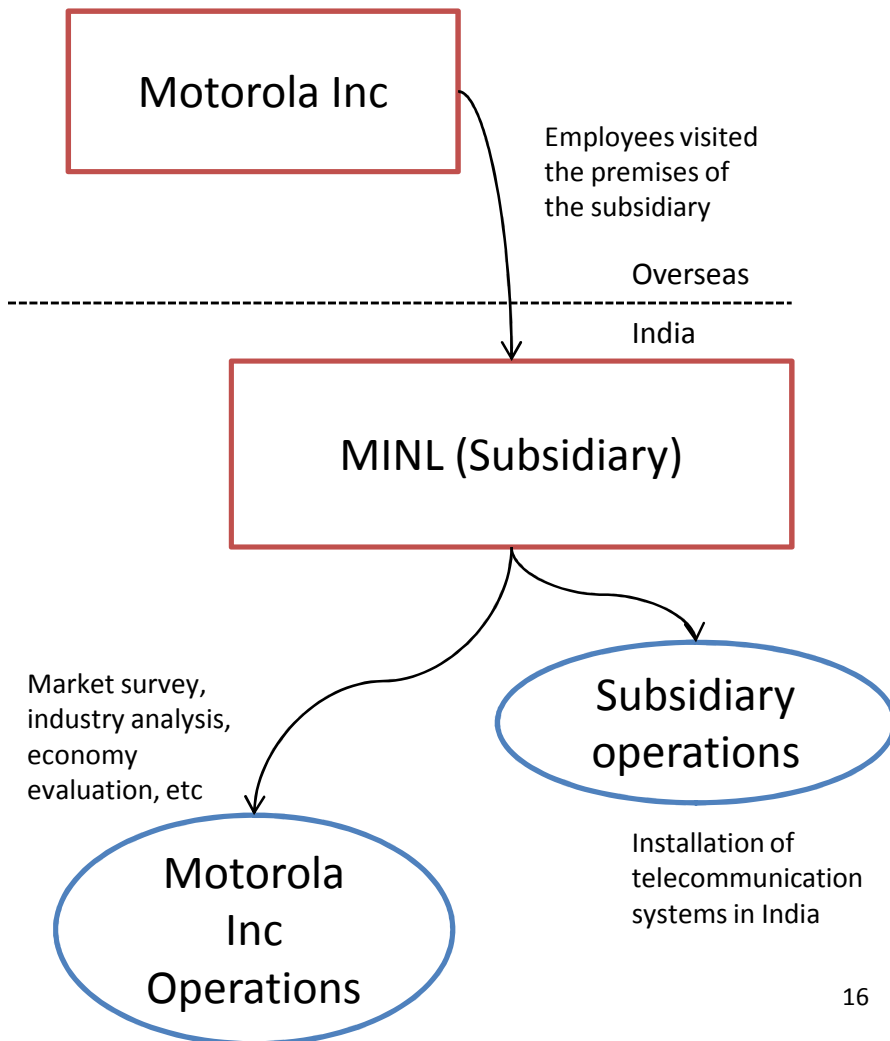 Motorola Inc
Employees visited
the premises of
the subsidiary
Overseas
India
MINL (Subsidiary)
Market survey,
industry analysis,
economy
evaluation, etc
Subsidiary
operations
Installation of
telecommunication
systems in India
Motorola
Inc
Operations
16